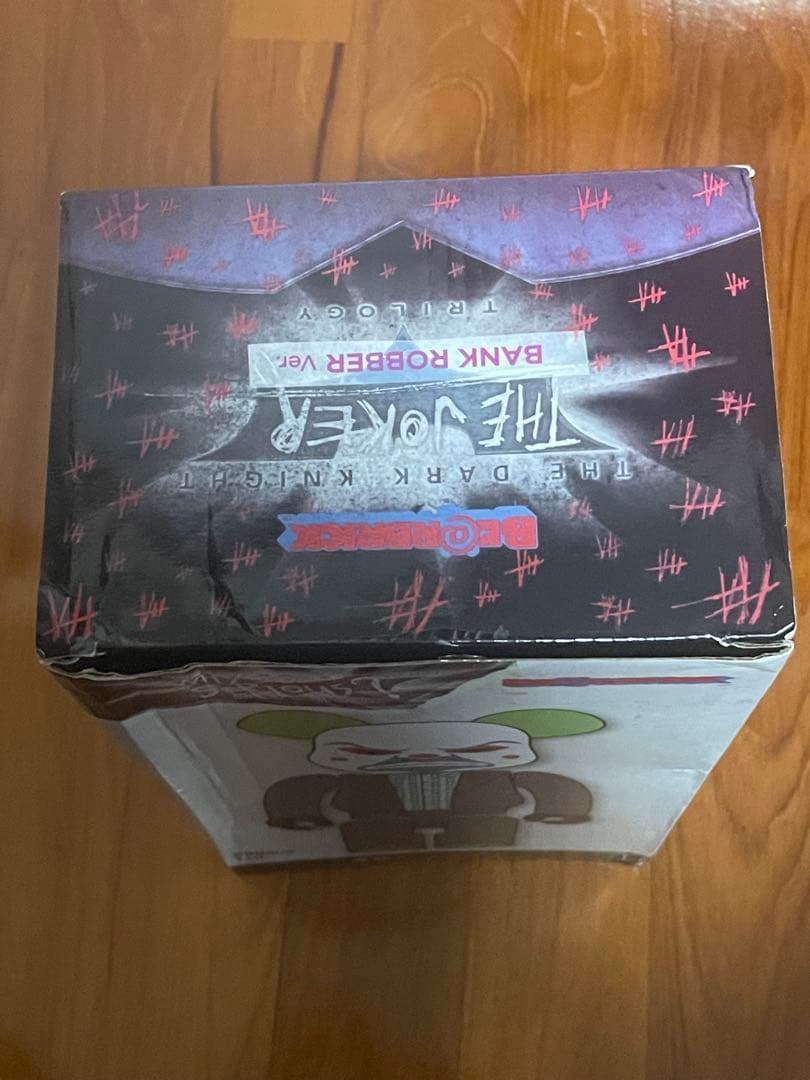 BE@RBRICK
THE DARK KNIGHT
THE JOKER
BANK ROBBER Ver.
TRILOGY